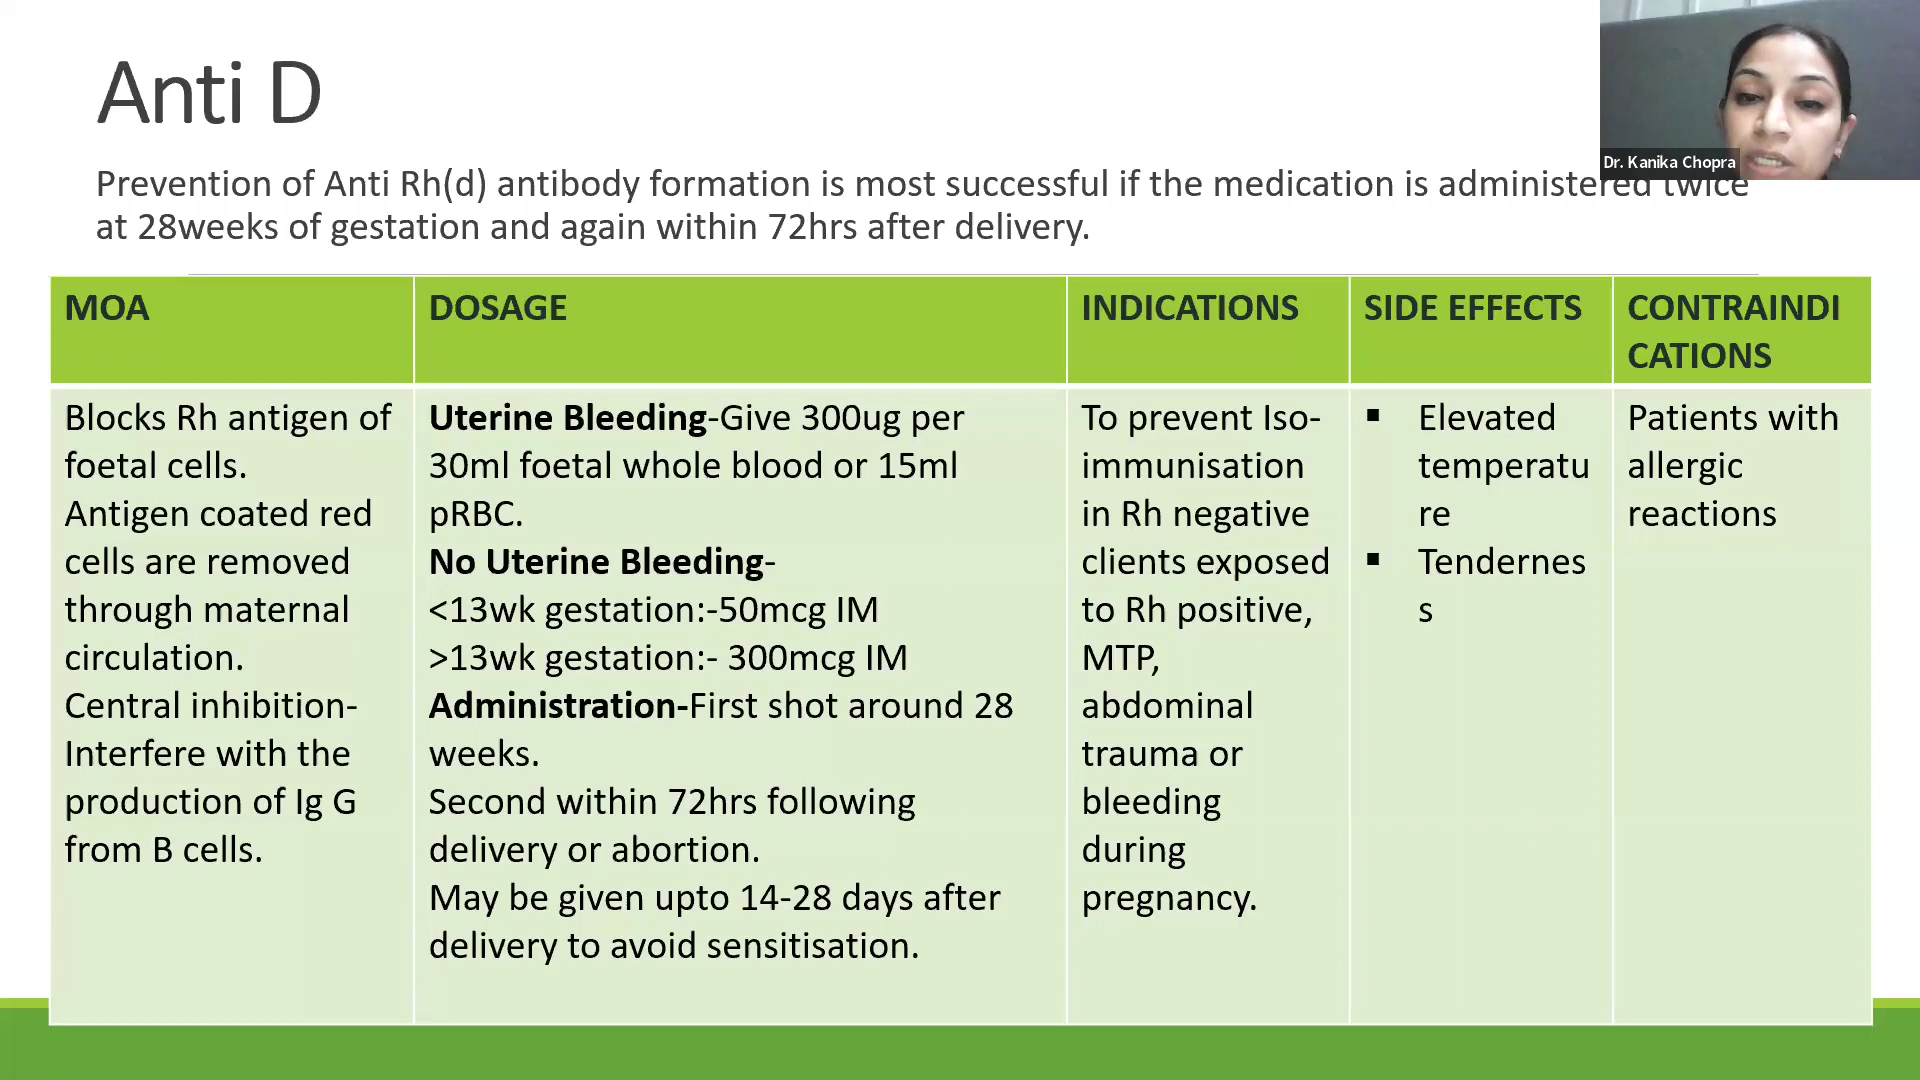 Anti D
Dr. Kanika Chopra
Prevention of Anti Rh(d) antibody formation is most successful if the medication is administered twice
at 28weeks of gestation and again within 72hrs after delivery.
MOA
DOSAGE
INDICATIONS
SIDE EFFECTS
CONTRAINDI
CATIONS
Blocks Rh antigen of
foetal cells.
Antigen coated red
cells are removed
through maternal
circulation.
Central inhibition-
Interfere with the
production of Ig G
from B cells.
Uterine Bleeding-Give 300ug per
30ml foetal whole blood or 15ml
pRBC.
No Uterine Bleeding-
<13wk gestation:-50mcg IM
>13wk gestation:- 300mcg IM
Administration-First shot around 28
weeks.
Second within 72hrs following
delivery or abortion.
May be given upto 14-28 days after
delivery to avoid sensitisation.
To prevent Iso-
immunisation
in Rh negative
clients exposed
to Rh positive,
MTP,
abdominal
trauma or
bleeding
during
pregnancy.
▪ Elevated
temperatu
re
▪ Tendernes
s
Patients with
allergic
reactions